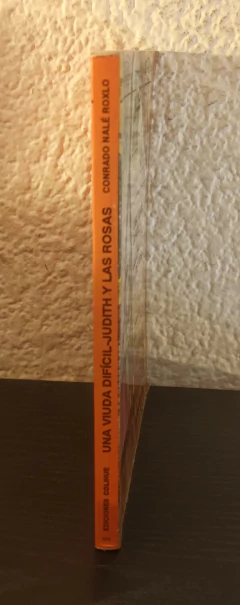 EDICIONES COLIHUE UNA VIUDA DIFÍCIL-JUDITH Y LAS ROSAS CONRADO NALÉ ROXLO